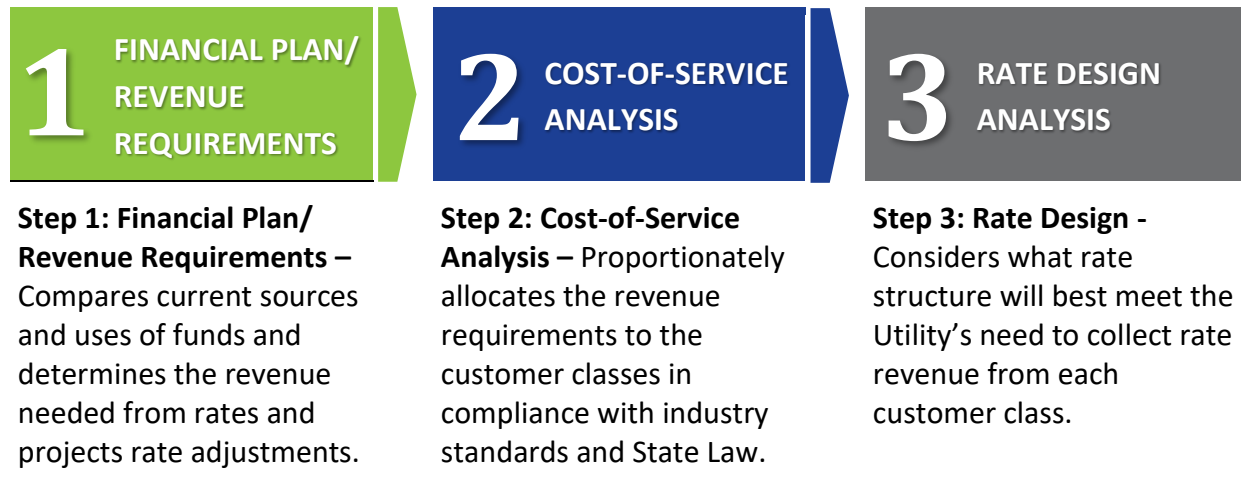 1
FINANCIAL PLAN/
REVENUE
REQUIREMENTS
2
COST-OF-SERVICE
ANALYSIS
3
RATE DESIGN
ANALYSIS
Step 1: Financial Plan/
Revenue Requirements –
Compares current sources
and uses of funds and
determines the revenue
needed from rates and
projects rate adjustments.
Step 2: Cost-of-Service
Analysis – Proportionately
allocates the revenue
requirements to the
customer classes in
compliance with industry
standards and State Law.
Step 3: Rate Design -
Considers what rate
structure will best meet the
Utility’s need to collect rate
revenue from each
customer class.